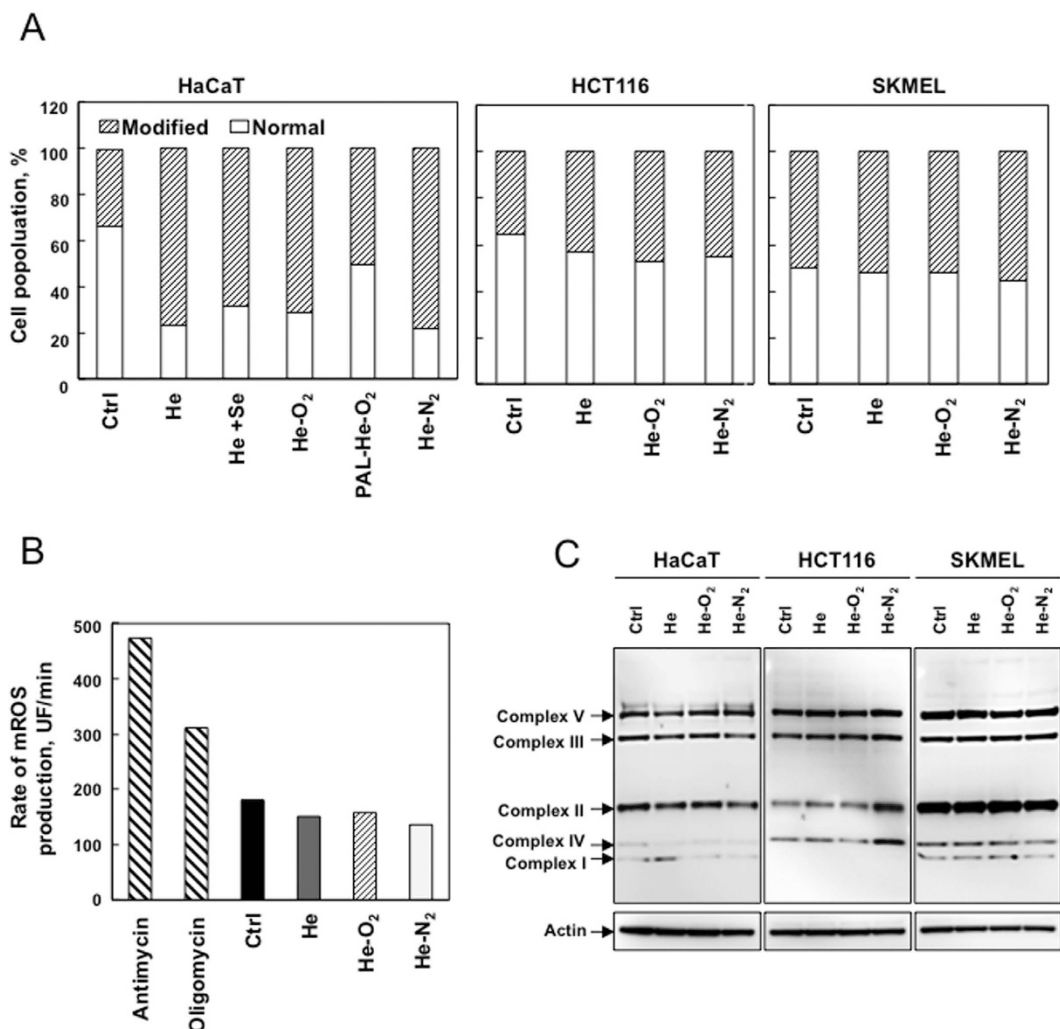 A
HaCaT
HCT116
SKMEL
Modified Normal
Cell popoluation, %
120
100
80
60
40
20
0
Ctrl
He
He +Se
He-O₂
PAL-He-O₂
He-N₂
Ctrl
He
He-O₂
He-N₂
Ctrl
He
He-O₂
He-N₂
B
Rate of mROS
production, UF/min
500
400
300
200
100
0
Antimycin
Oligomycin
Ctrl
He
He-O₂
He-N₂
C
HaCaT
HCT116
SKMEL
Ctrl
He
He-O₂
He-N₂
Ctrl
He
He-O₂
He-N₂
Ctrl
He
He-O₂
He-N₂
Complex V
Complex III
Complex II
Complex IV
Complex I
Actin